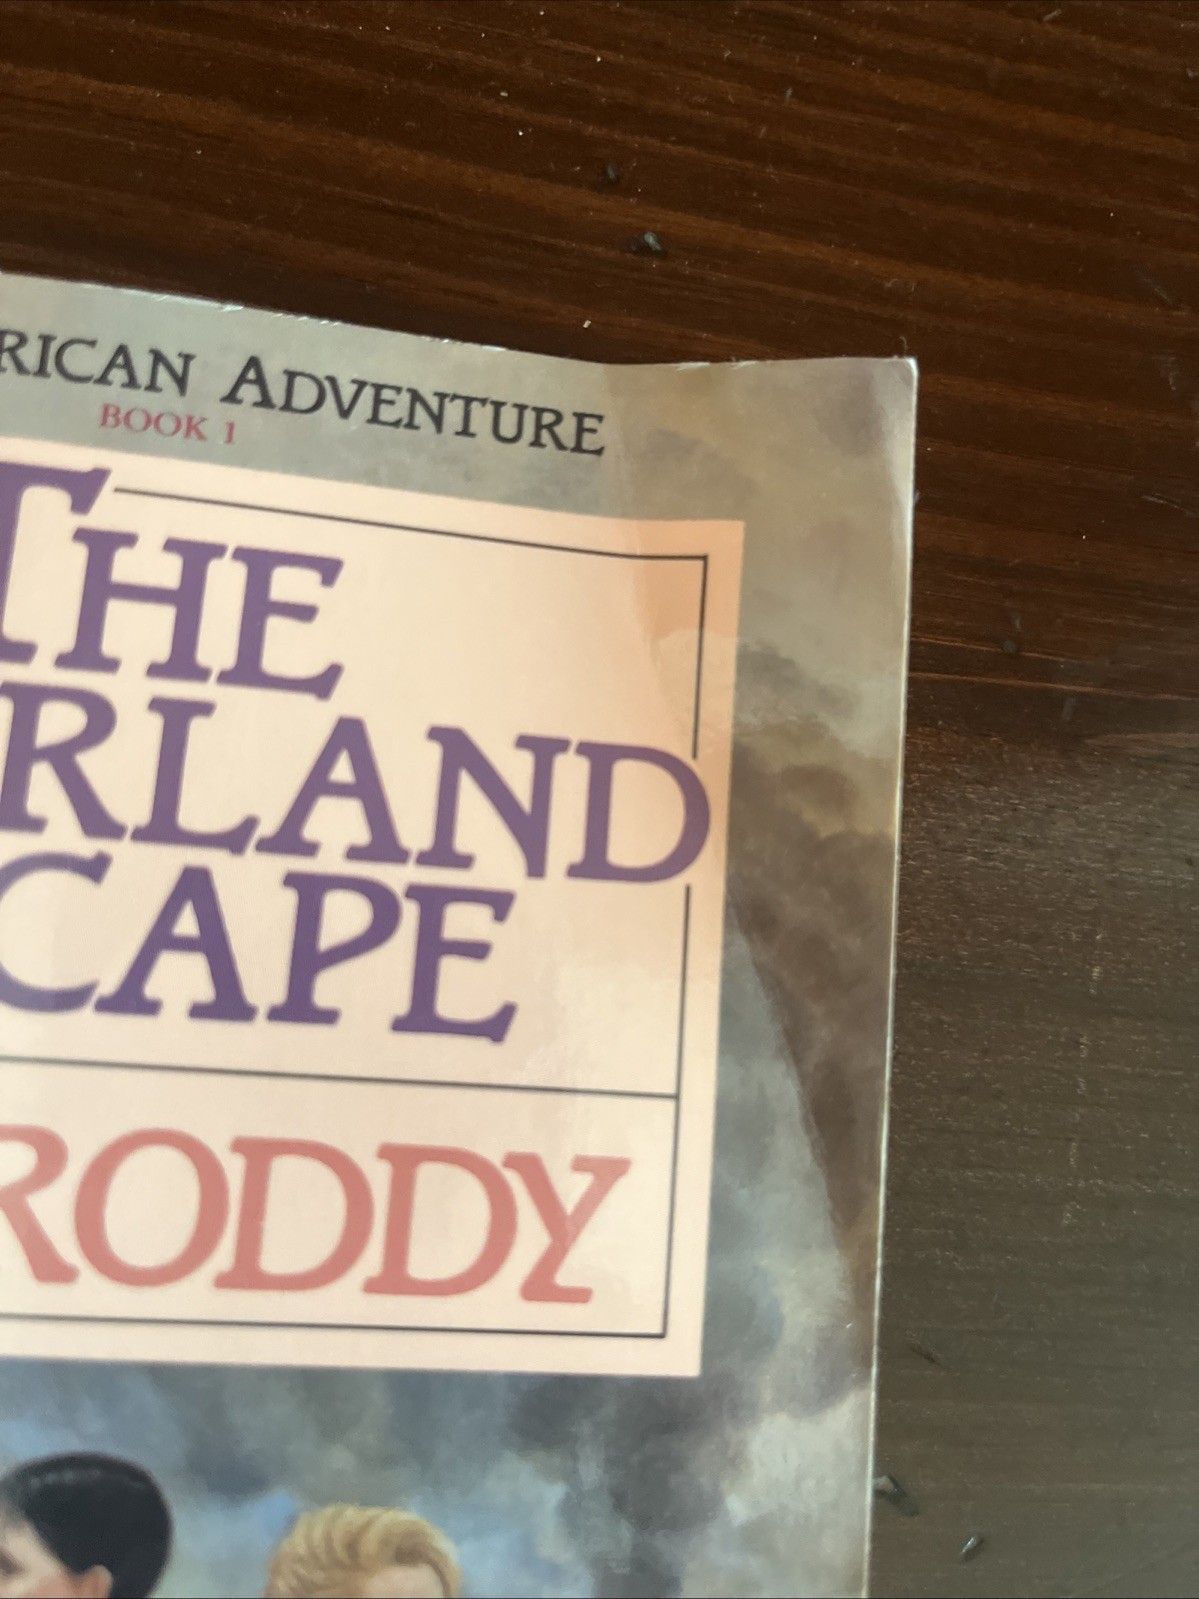 RICAN ADVENTURE
BOOK 1
THE
RLAND
CAPE
RODDY